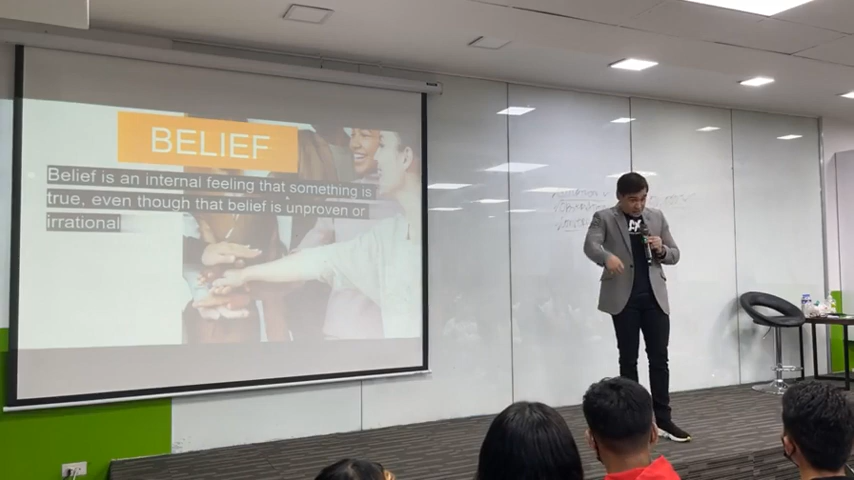 BELIEF
Belief is an internal feeling that something is
true, even though that belief is unproven or
irrational